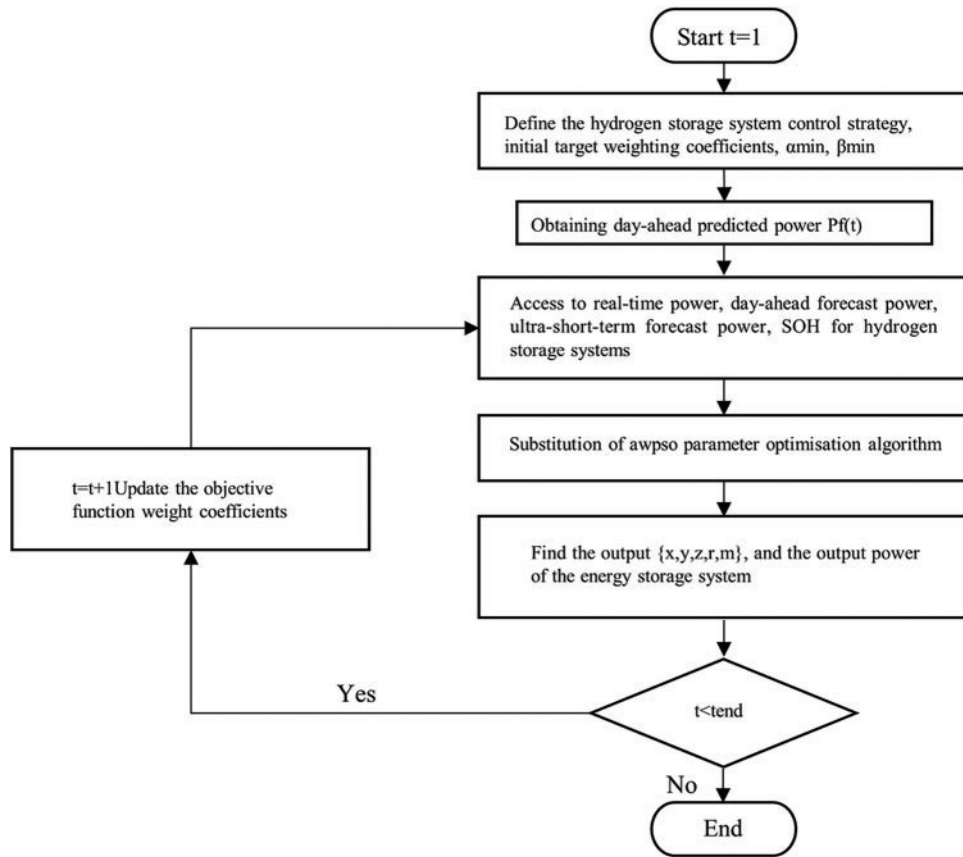 Start t=1
Define the hydrogen storage system control strategy,
initial target weighting coefficients, αmin, βmin
Obtaining day-ahead predicted power Pf(t)
Access to real-time power, day-ahead forecast power,
ultra-short-term forecast power, SOH for hydrogen
storage systems
Substitution of awpso parameter optimisation algorithm
t=t+1Update the objective
function weight coefficients
Find the output {x,y,z,r,m}, and the output power
of the energy storage system
Yes
t<tend
No
End